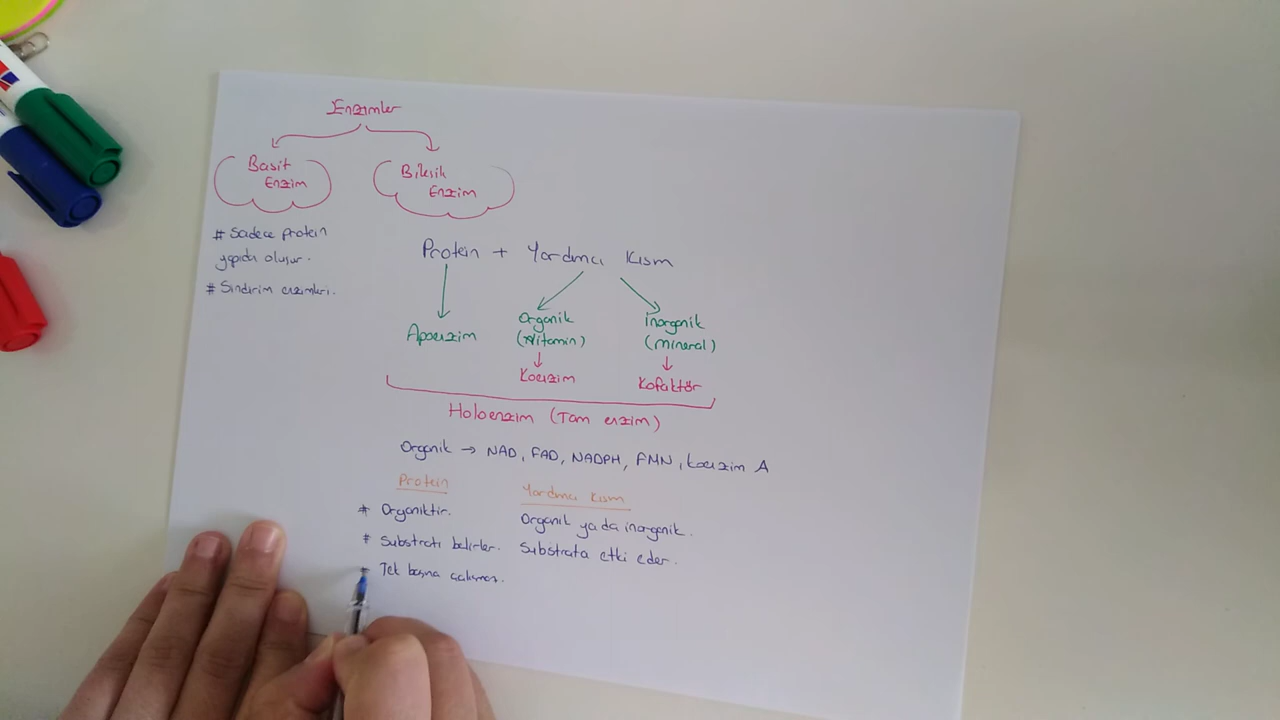 Enzimler
Basit
Enzim
Bileşik
Enzim
# Sadece protein
yapıda oluşur.
# Sindirim enzimleri.
Protein + Yardımcı Kısım
Apoenzim
Organik
(Vitamin)
Koenzim
İnorganik
(Mineral)
Kofaktör
Holoenzim (Tam enzim)
Organik → NAD, FAD, NADPH, FMN, Koenzim A
Protein
Yardımcı Kısım
* Organiktir.
Organik ya da inorganik.
* Substratı belirler.
Substrata etki eder.
* Tek başına çalışmaz.